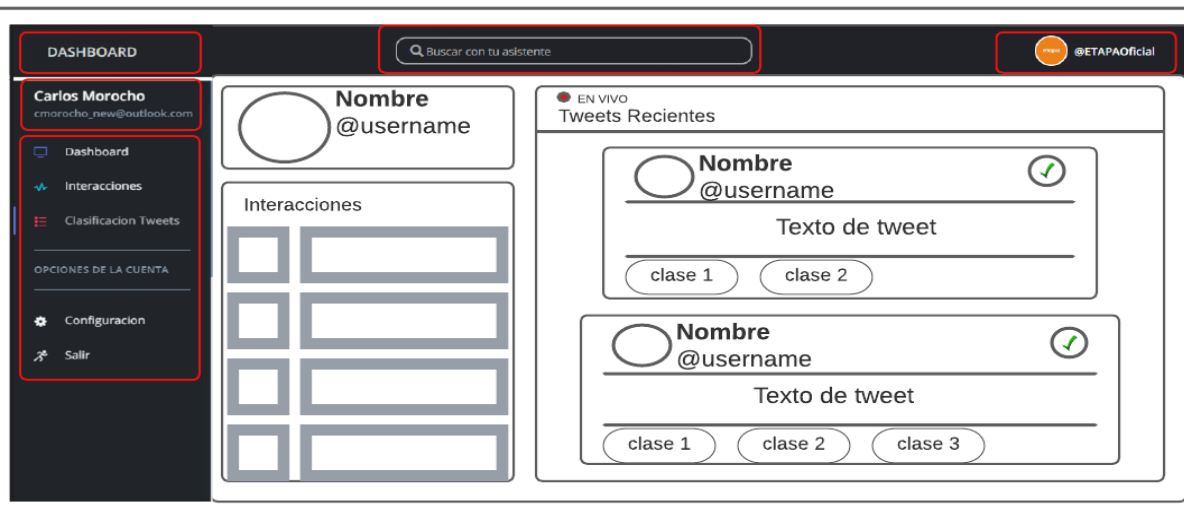 DASHBOARD
Buscar con tu asistente
@ETAPAOficial
Carlos Morocho
cmorocho_new@outlook.com
Dashboard
Interacciones
Clasificacion Tweets
OPCIONES DE LA CUENTA
Configuracion
Salir
Nombre
@username
Interacciones
EN VIVO
Tweets Recientes
Nombre
@username
Texto de tweet
clase 1
clase 2
Nombre
@username
Texto de tweet
clase 1
clase 2
clase 3